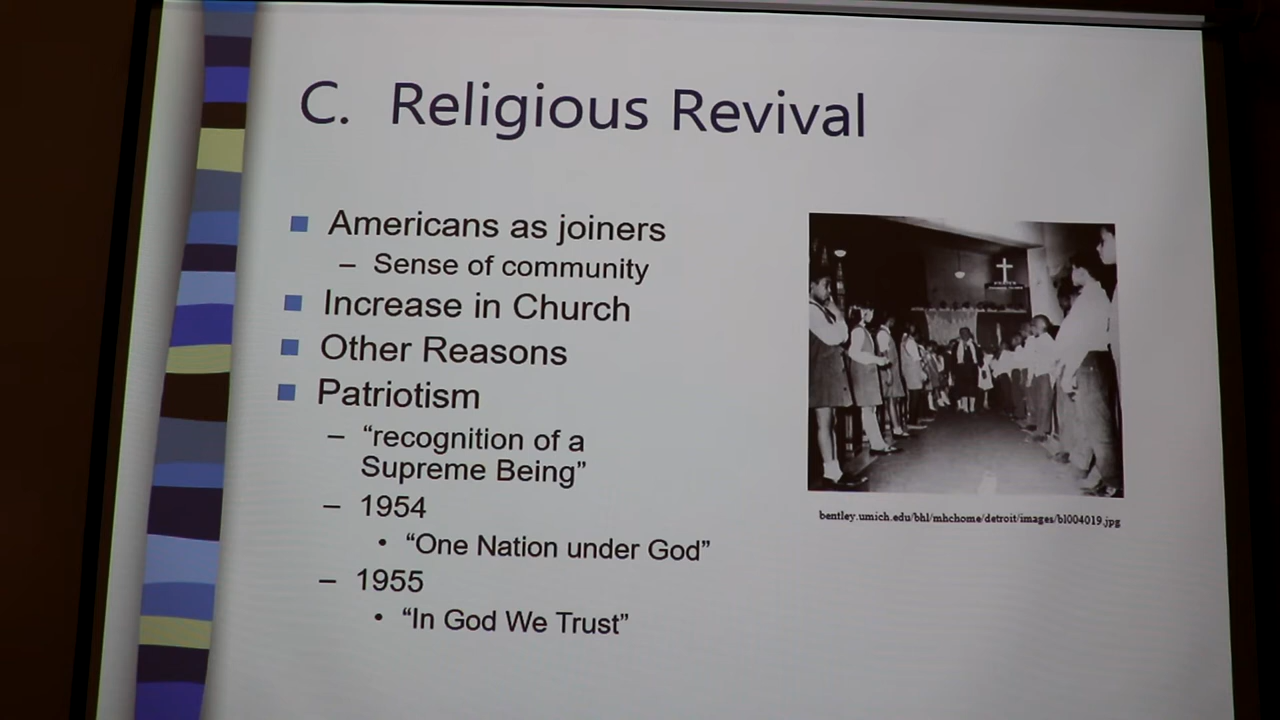 C. Religious Revival
■ Americans as joiners
– Sense of community
■ Increase in Church
■ Other Reasons
■ Patriotism
– “recognition of a
Supreme Being”
– 1954
• “One Nation under God”
– 1955
• “In God We Trust”
bentley.umich.edu/bhl/mhchome/detroit/images/bl004019.jpg